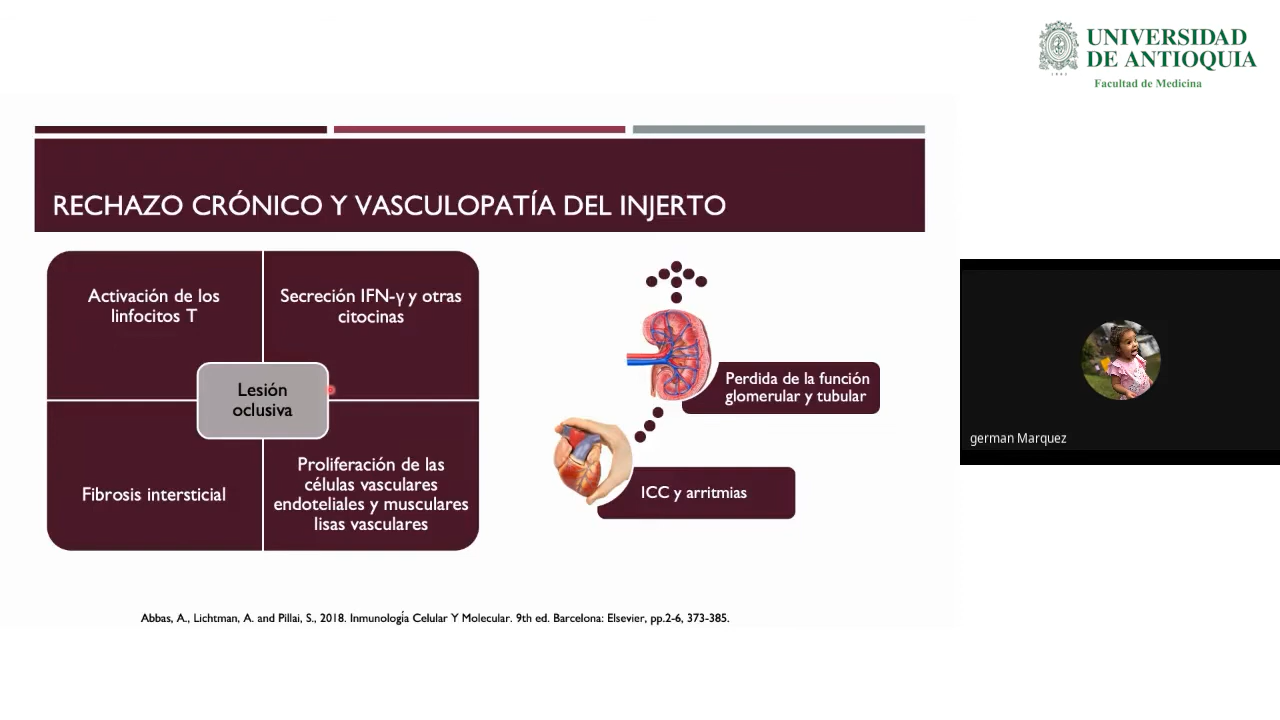 UNIVERSIDAD
DE ANTIOQUIA
1803
Facultad de Medicina
RECHAZO CRÓNICO Y VASCULOPATÍA DEL INJERTO
Activación de los
linfocitos T
Secreción IFN-γ y otras
citocinas
Lesión
oclusiva
Fibrosis intersticial
Proliferación de las
células vasculares
endoteliales y musculares
lisas vasculares
Perdida de la función
glomerular y tubular
ICC y arritmias
german Marquez
Abbas, A., Lichtman, A. and Pillai, S., 2018. Inmunología Celular Y Molecular. 9th ed. Barcelona: Elsevier, pp.2-6, 373-385.